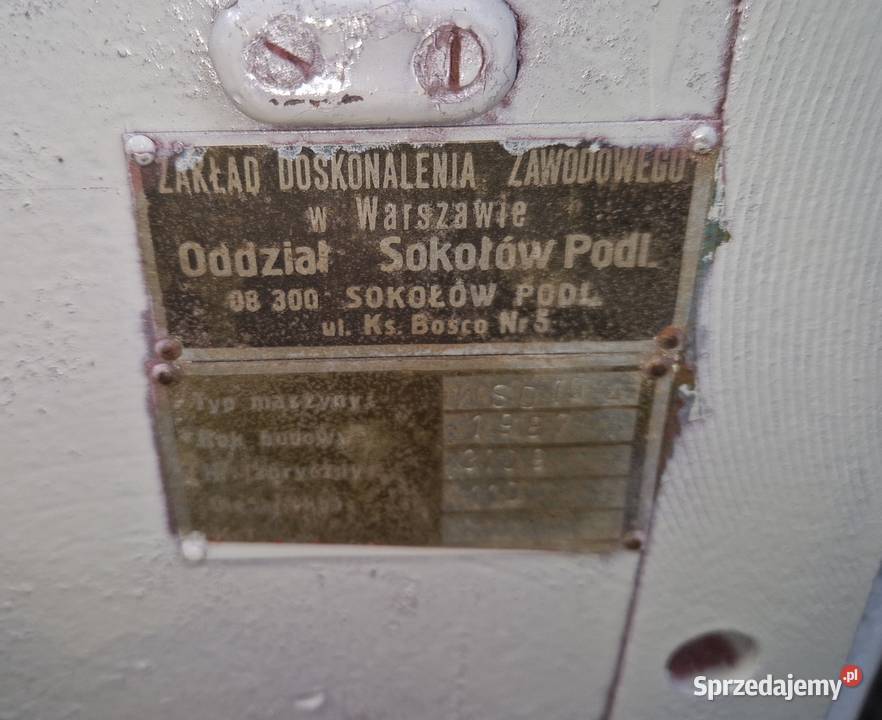 ZAKŁAD DOSKONALENIA ZAWODOWEGO
w Warszawie
Oddział Sokołów Podl.
08 300 SOKOŁÓW PODL.
ul. Ks. Bosco Nr 5
Typ maszyny:
Rok budowy
Sprzedajemy.pl